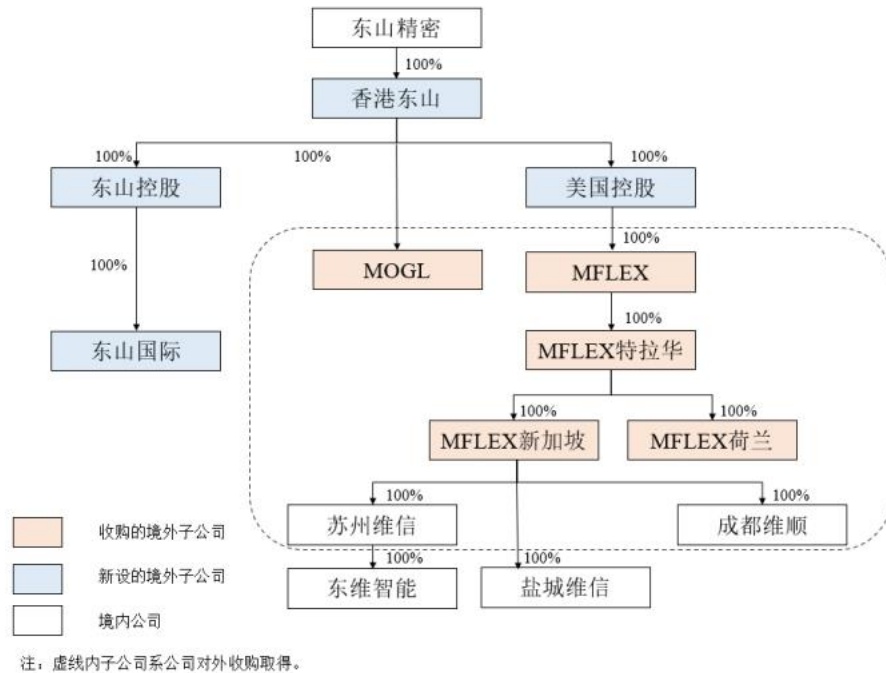 东山精密
100%
香港东山
100%
100%
100%
东山控股
美国控股
100%
100%
MOGL
MFLEX
100%
东山国际
MFLEX特拉华
100%
100%
MFLEX新加坡
MFLEX荷兰
100%
100%
苏州维信
成都维顺
收购的境外子公司
100%
100%
新设的境外子公司
东维智能
盐城维信
境内公司
注：虚线内子公司系公司对外收购取得。